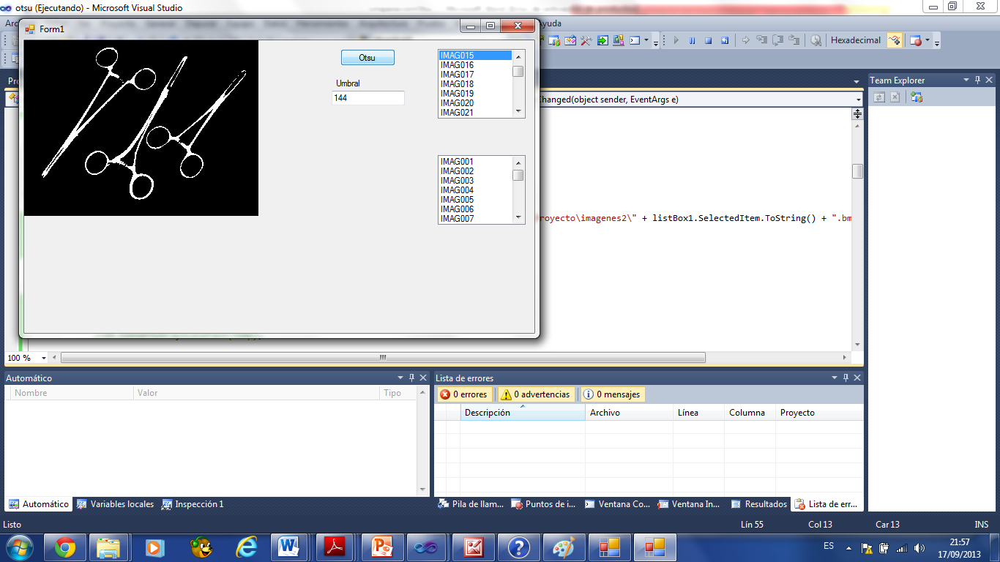 otsu (Ejecutando) - Microsoft Visual Studio
Form1
Ayuda
Hexadecimal
Otsu
Umbral
144
IMAG015
IMAG016
IMAG017
IMAG018
IMAG019
IMAG020
IMAG021
IMAG001
IMAG002
IMAG003
IMAG004
IMAG005
IMAG006
IMAG007
Changed(object sender, EventArgs e)
royecto\imagenes2\" + listBox1.SelectedItem.ToString() + ".bm
Team Explorer
100 %
Automático
Nombre Valor Tipo
Lista de errores
0 errores 0 advertencias 0 mensajes
Descripción Archivo Línea Columna Proyecto
Automático Variables locales Inspección 1
Pila de llam... Puntos de i... Ventana Co... Ventana In... Resultados Lista de err...
Listo Lín 55 Col 13 Car 13 INS
ES
21:57
17/09/2013